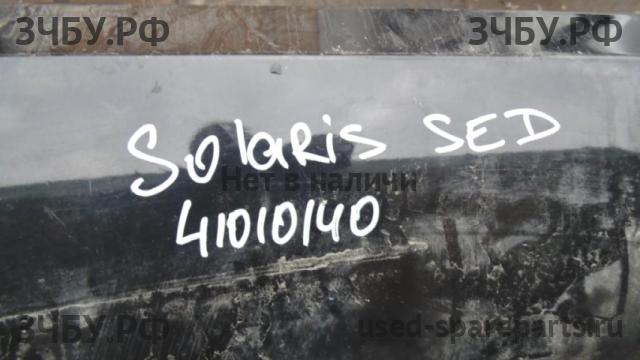 ЗЧБУ.РФ ЗЧБУ.РФ
Solaris SED
Нет в наличии
41010140
ЗЧБУ.РФ used-spareparts.ru